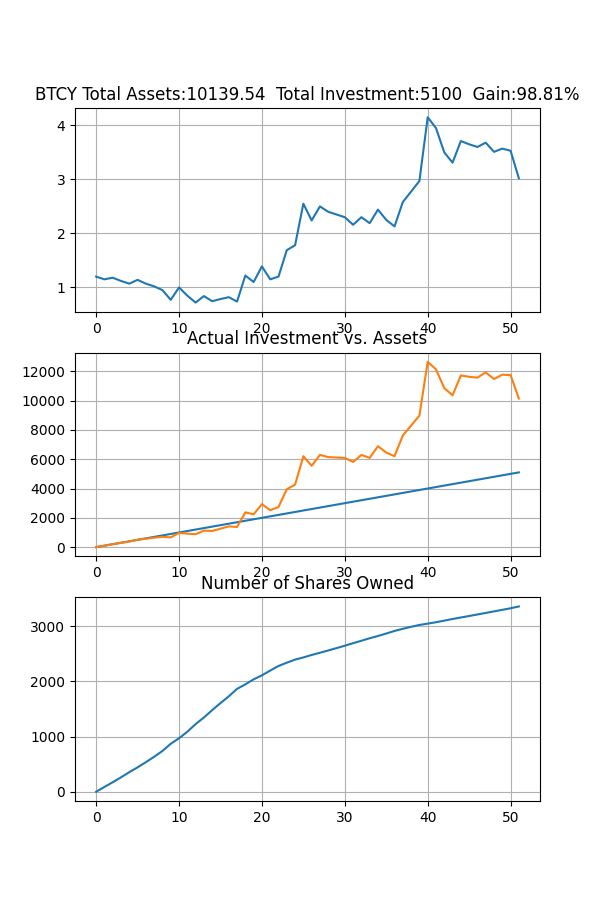 BTCY Total Assets:10139.54  Total Investment:5100  Gain:98.81%
4
3
2
1
0 10 20 30 40 50
Actual Investment vs. Assets
12000
10000
8000
6000
4000
2000
0
0 10 20 30 40 50
Number of Shares Owned
3000
2000
1000
0
0 10 20 30 40 50